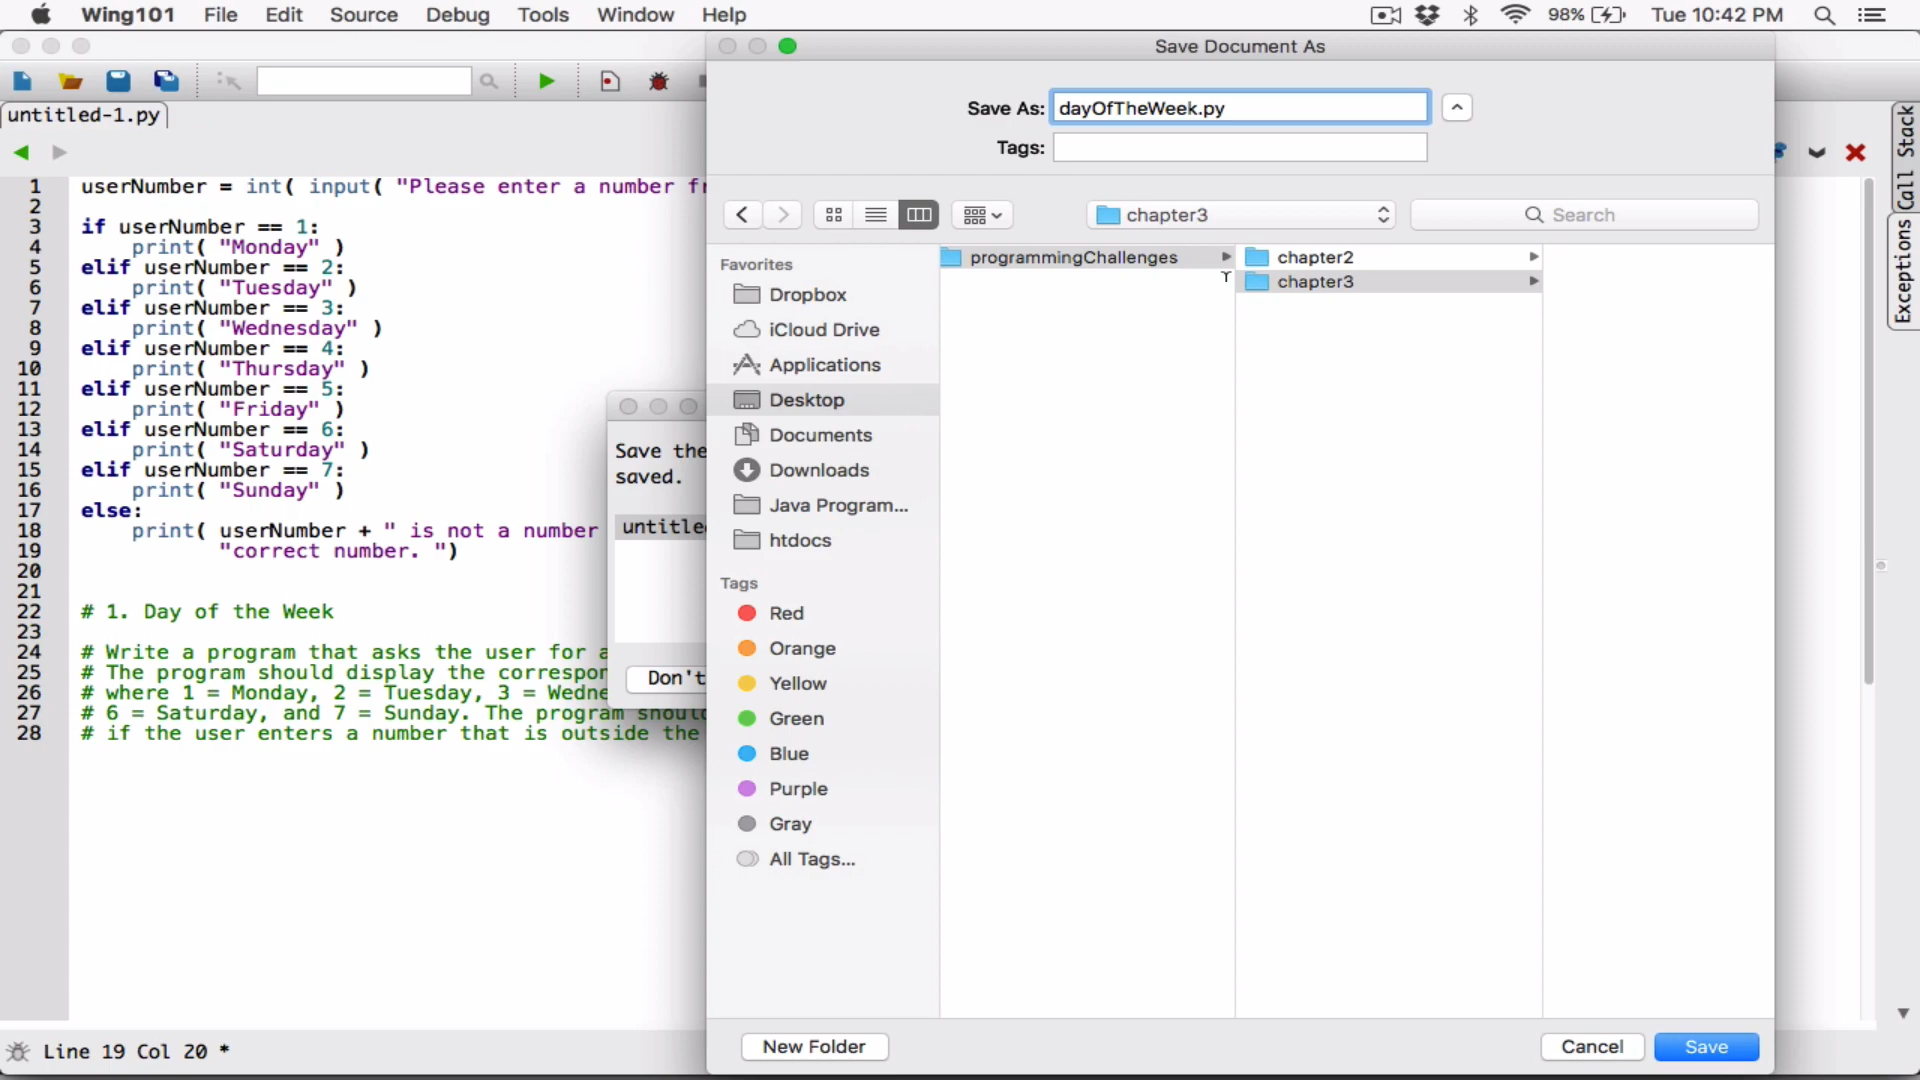 Wing101 File Edit Source Debug Tools Window Help 98% Tue 10:42 PM
Save Document As
untitled-1.py
Save As: dayOfTheWeek.py
Tags:
chapter3
Search
Favorites
Dropbox
iCloud Drive
Applications
Desktop
Documents
Downloads
Java Program...
htdocs
Tags
Red
Orange
Yellow
Green
Blue
Purple
Gray
All Tags...
programmingChallenges
chapter2
chapter3
New Folder
Cancel
Save
1 userNumber = int( input( "Please enter a number fr
2
3 if userNumber == 1:
4 print( "Monday" )
5 elif userNumber == 2:
6 print( "Tuesday" )
7 elif userNumber == 3:
8 print( "Wednesday" )
9 elif userNumber == 4:
10 print( "Thursday" )
11 elif userNumber == 5:
12 print( "Friday" )
13 elif userNumber == 6:
14 print( "Saturday" )
15 elif userNumber == 7:
16 print( "Sunday" )
17 else:
18 print( userNumber + " is not a number
19 "correct number. ")
20
21
22 # 1. Day of the Week
23
24 # Write a program that asks the user for a
25 # The program should display the correspon
26 # where 1 = Monday, 2 = Tuesday, 3 = Wedne
27 # 6 = Saturday, and 7 = Sunday. The program shoul
28 # if the user enters a number that is outside the
Save the
saved.
untitle
Don't
Call Stack
Exceptions
Line 19 Col 20 *